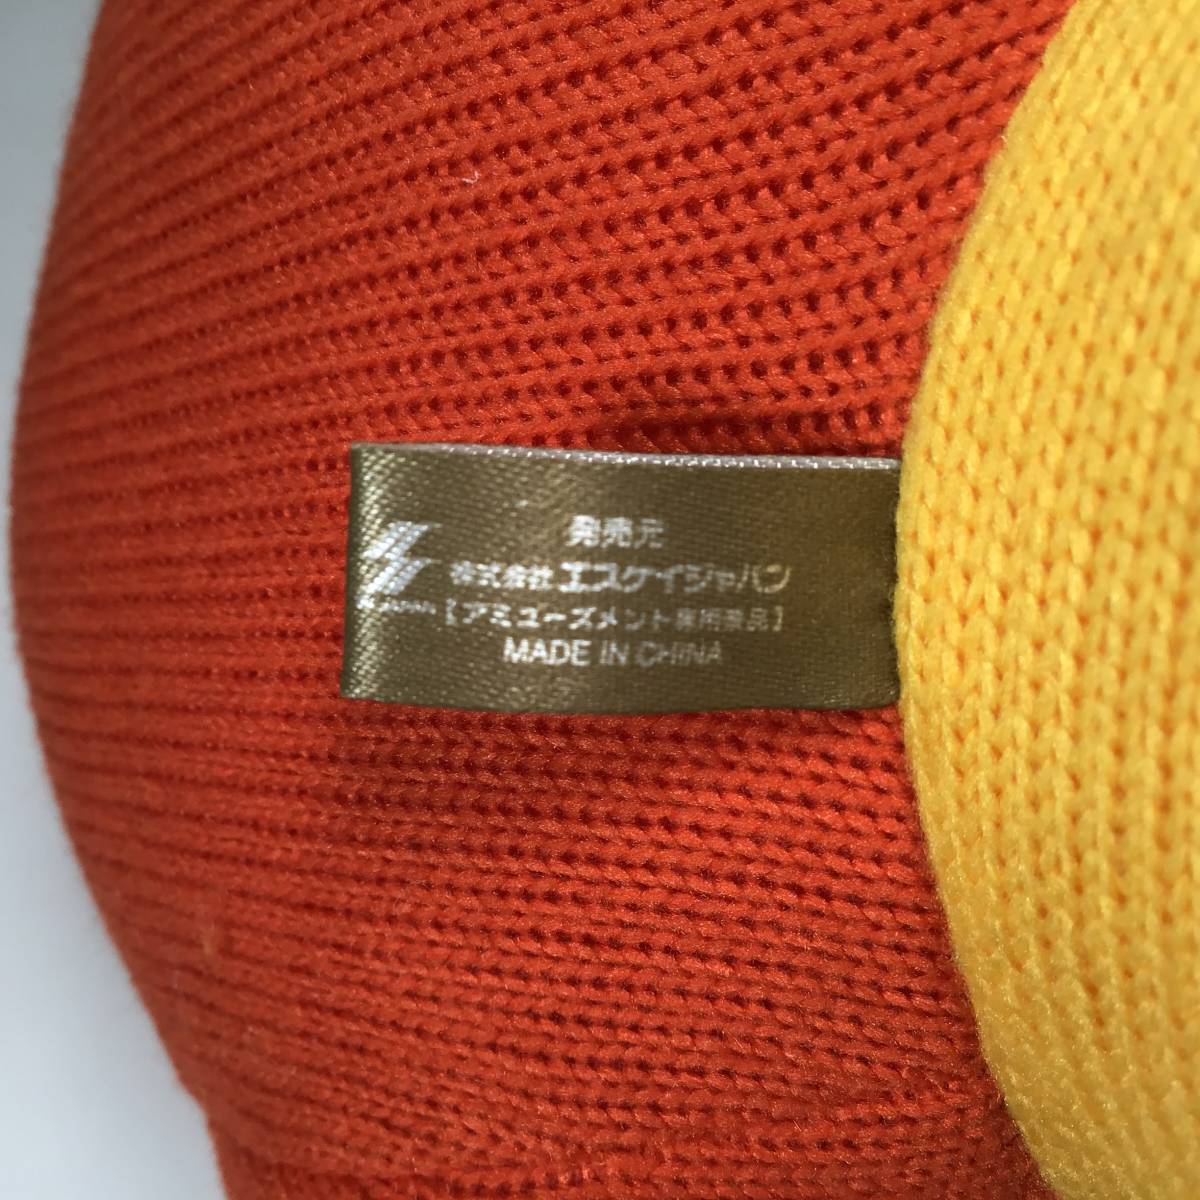 発売元
株式会社エスケイジャパン
JAPAN
[アミューズメント専用景品]
MADE IN CHINA